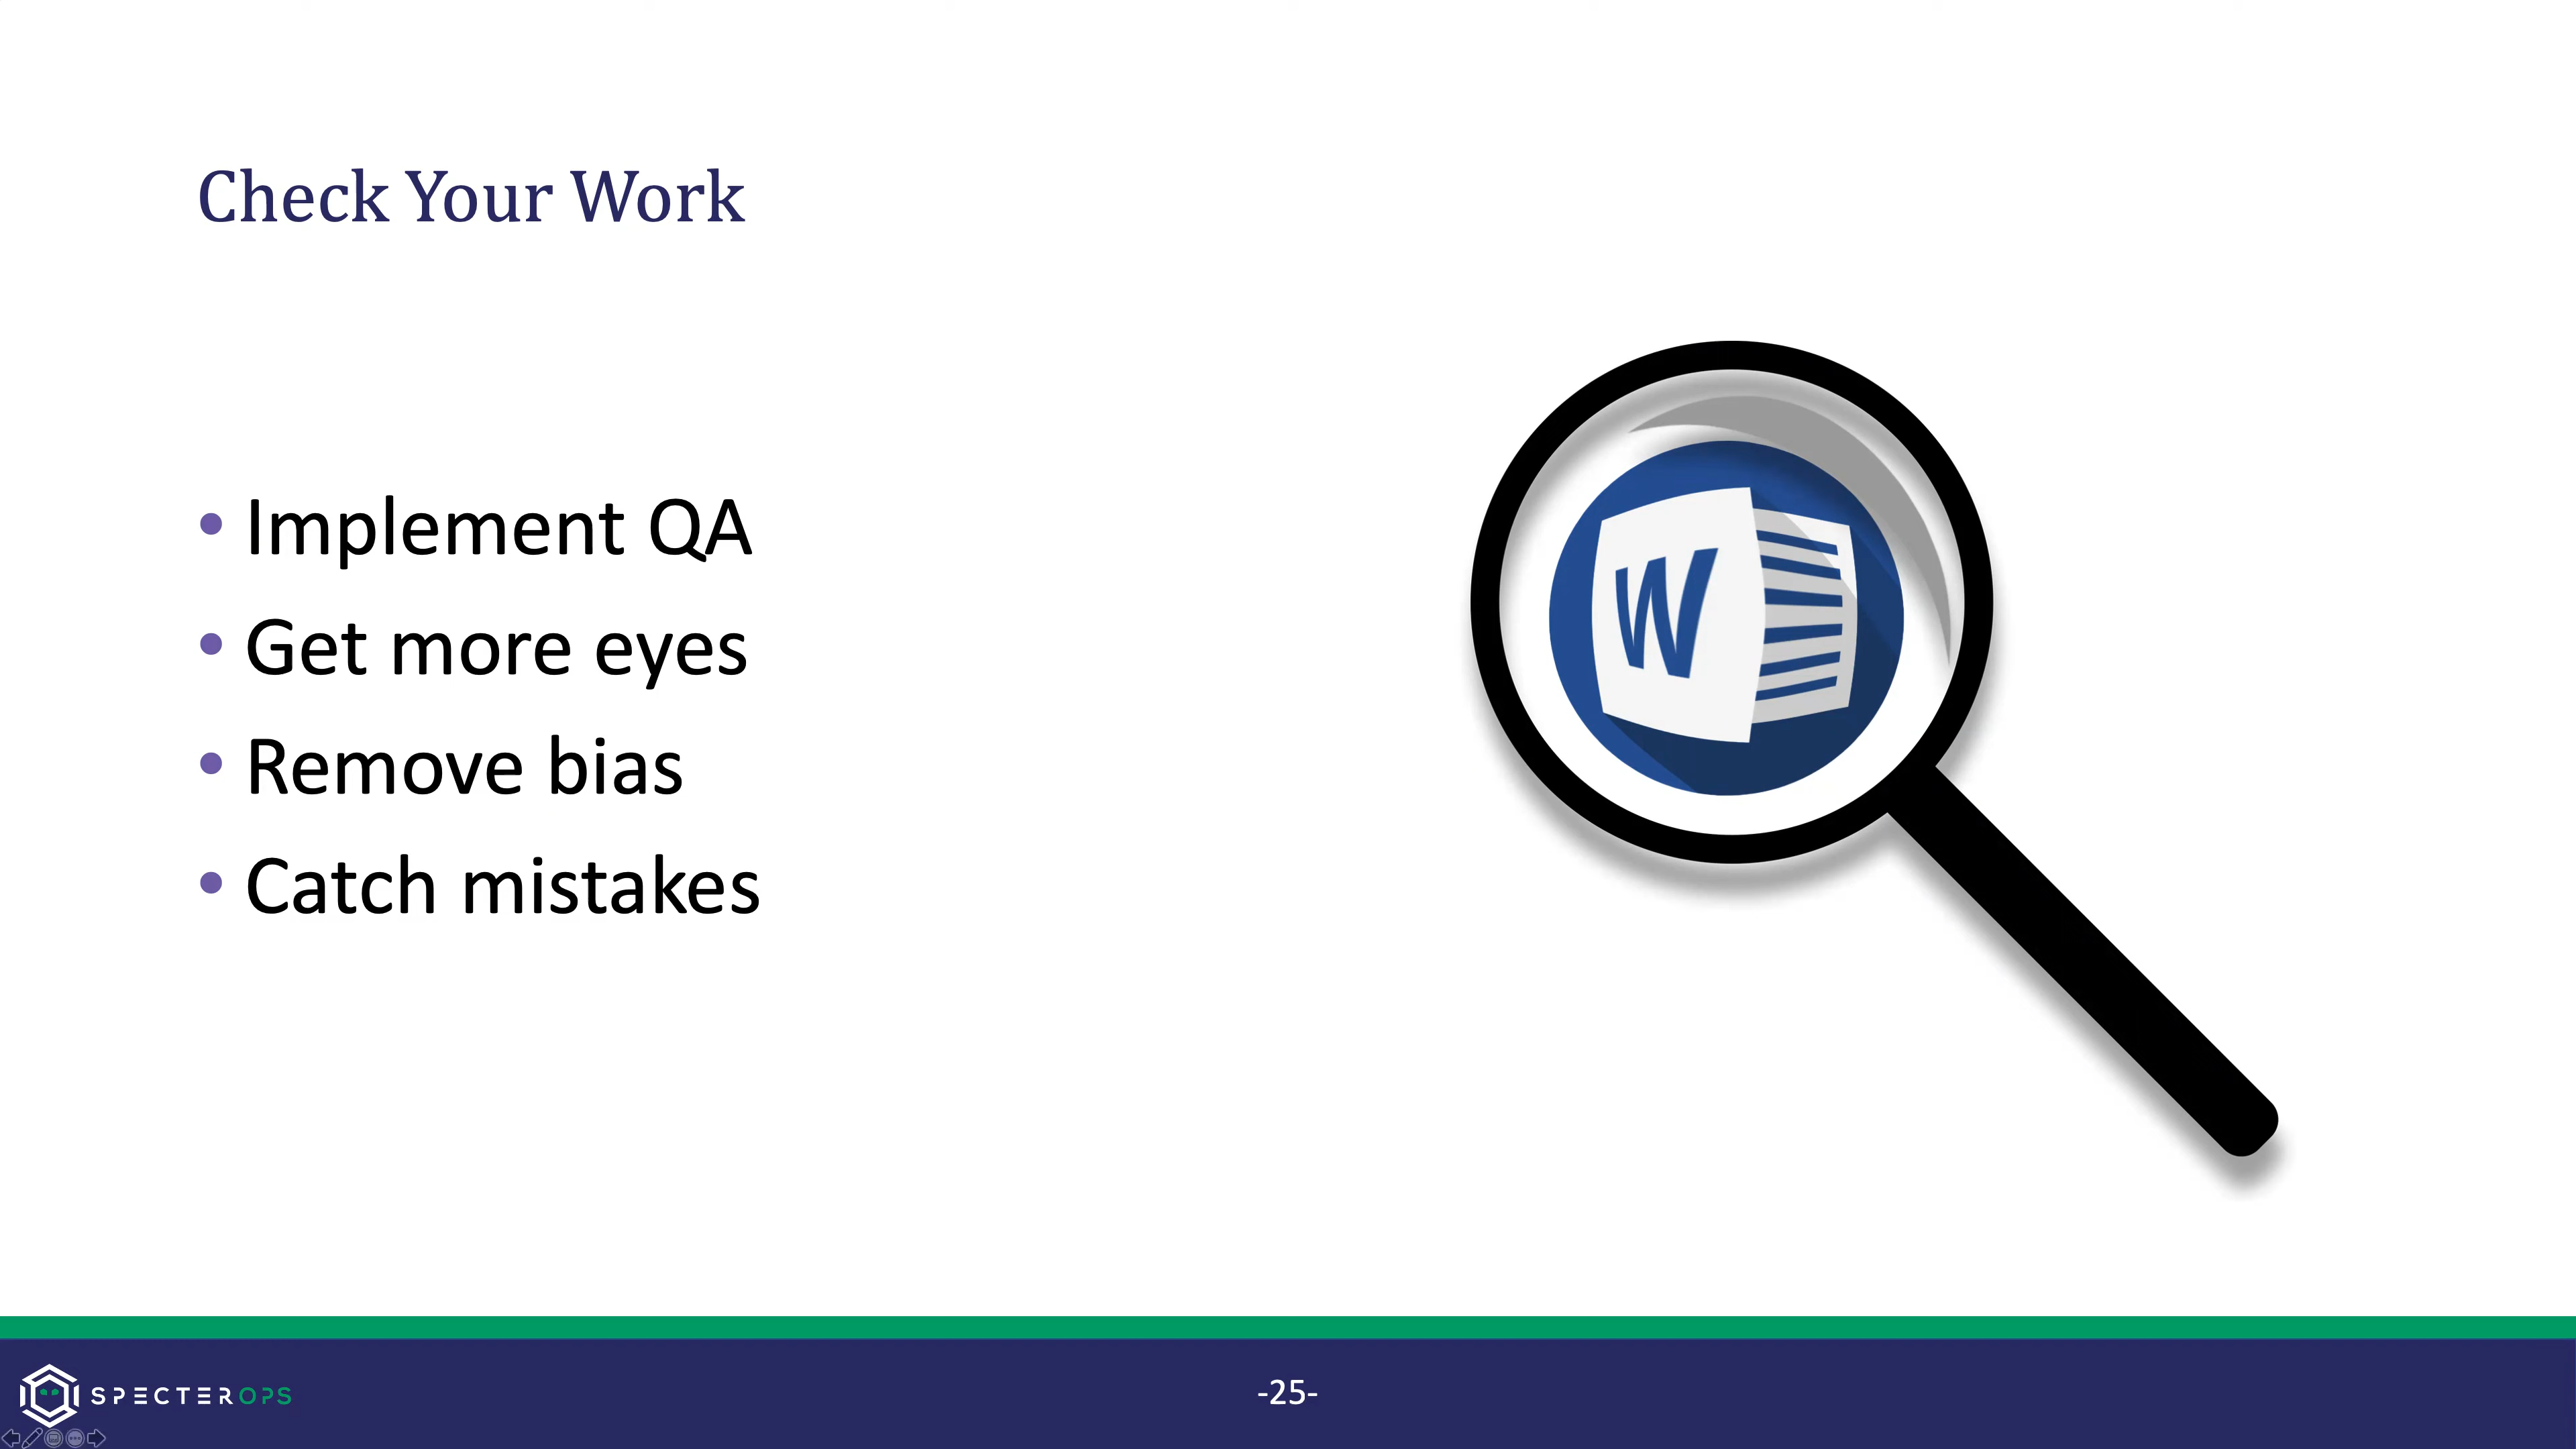 Check Your Work
• Implement QA
• Get more eyes
• Remove bias
• Catch mistakes
W
SPECTEROPS
-25-